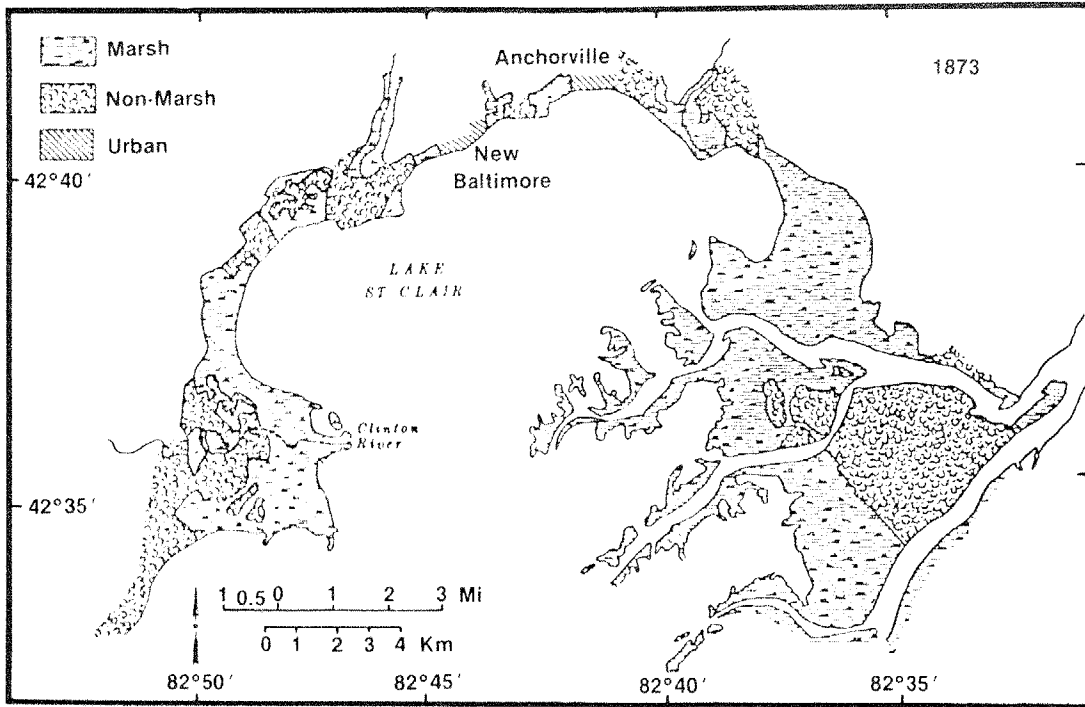 Marsh
Non-Marsh
Urban
Anchorville
1873
New
Baltimore
42°40′
LAKE
ST CLAIR
Clinton
River
42°35′
1 0.5 0 1 2 3 Mi
0 1 2 3 4 Km
82°50′ 82°45′ 82°40′ 82°35′